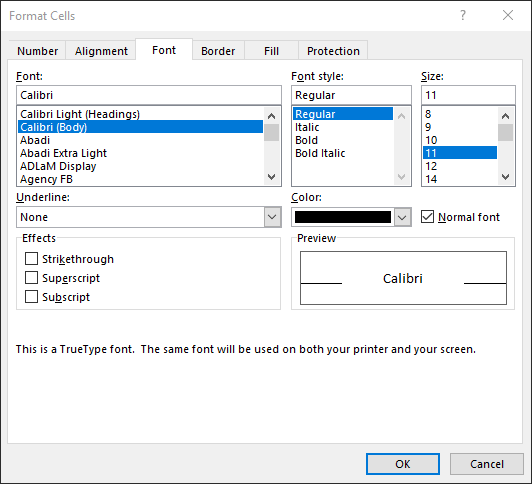 Format Cells
Number Alignment Font Border Fill Protection
Font: Font style: Size:
Calibri Regular 11
Calibri Light (Headings) Regular 8
Calibri (Body) Italic 9
Abadi Bold 10
Abadi Extra Light Bold Italic 11
ADLaM Display 12
Agency FB 14
Underline: Color:
None Normal font
Effects Preview
Strikethrough
Superscript Calibri
Subscript
This is a TrueType font.  The same font will be used on both your printer and your screen.
OK Cancel